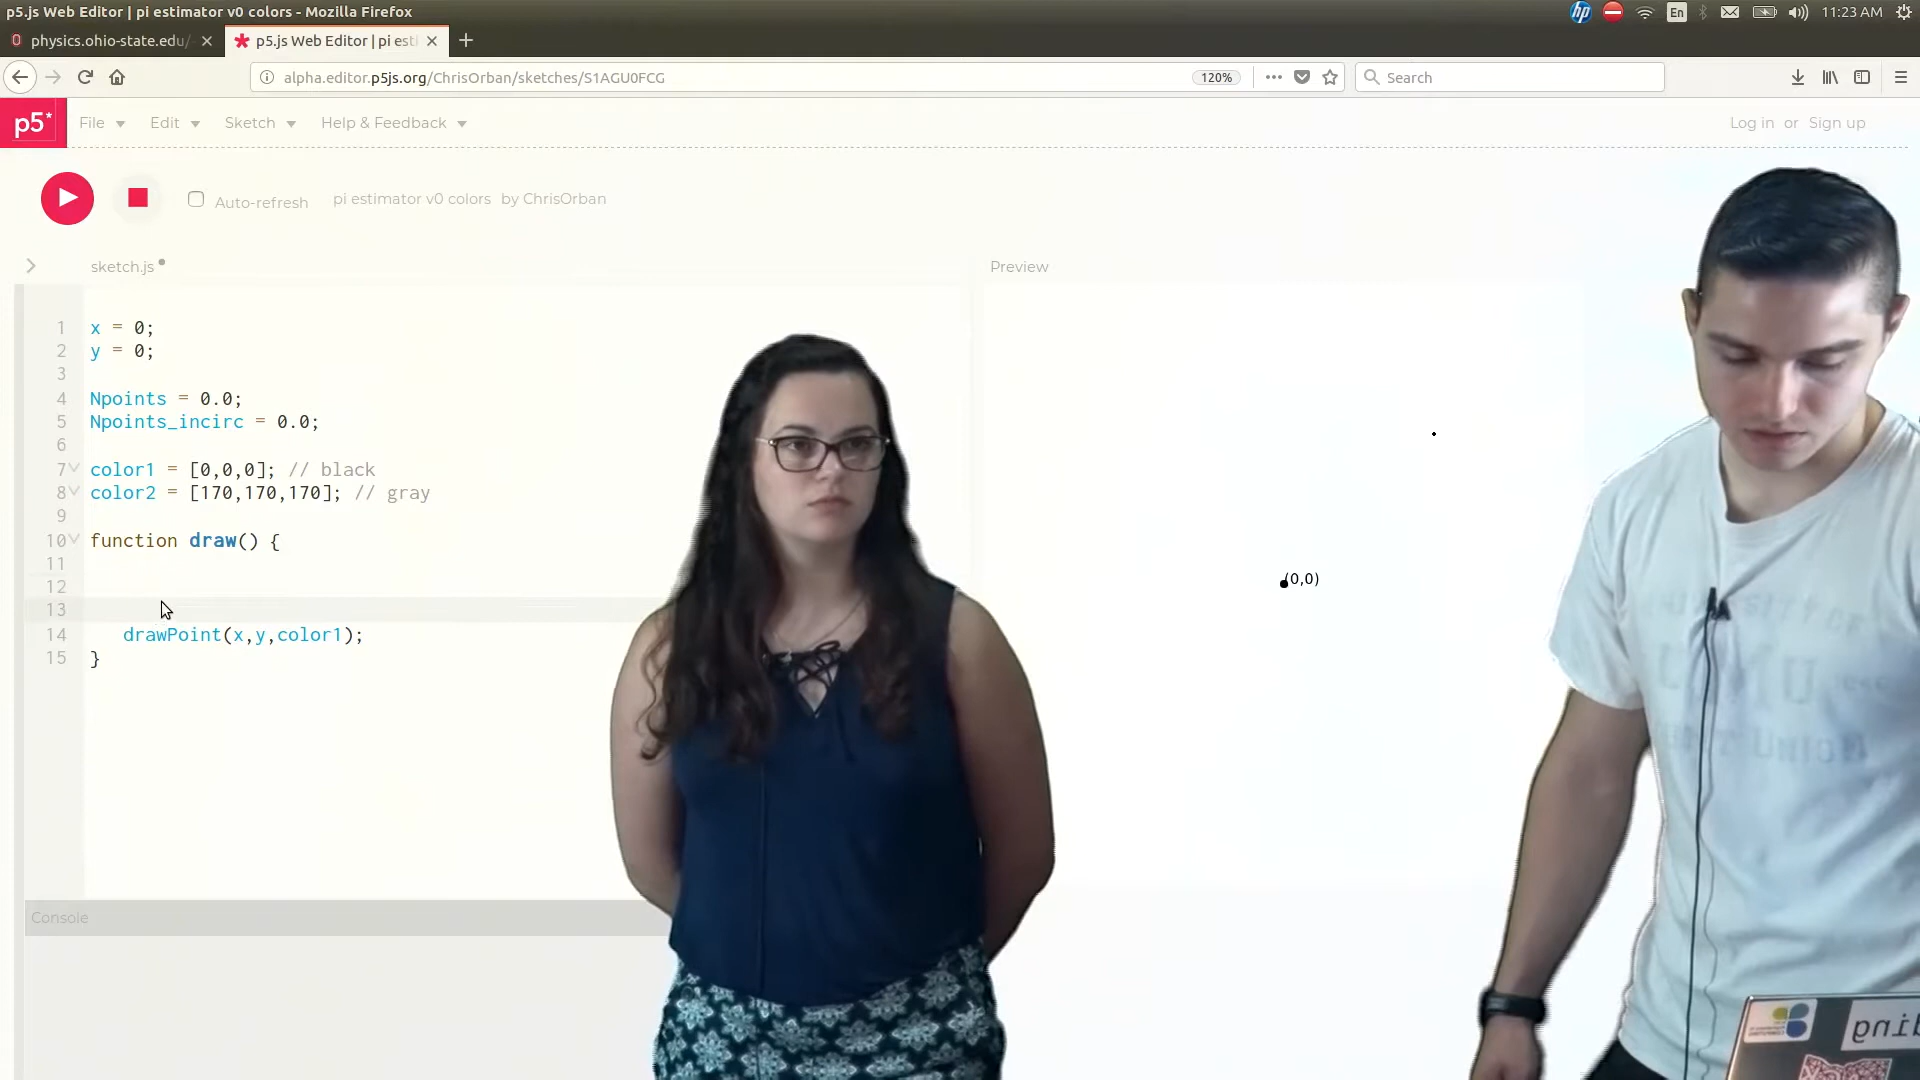 p5.js Web Editor | pi estimator v0 colors - Mozilla Firefox
hp
En
11:23 AM
physics.ohio-state.edu/
p5.js Web Editor | pi esti
alpha.editor.p5js.org/ChrisOrban/sketches/S1AGU0FCG
120%
Search
p5*
File
Edit
Sketch
Help & Feedback
Log in or Sign up
Auto-refresh
pi estimator v0 colors by ChrisOrban
sketch.js
Preview
1 x = 0;
2 y = 0;
3
4 Npoints = 0.0;
5 Npoints_incirc = 0.0;
6
7 color1 = [0,0,0]; // black
8 color2 = [170,170,170]; // gray
9
10 function draw() {
11
12
13
14 drawPoint(x,y,color1);
15 }
(0,0)
Console